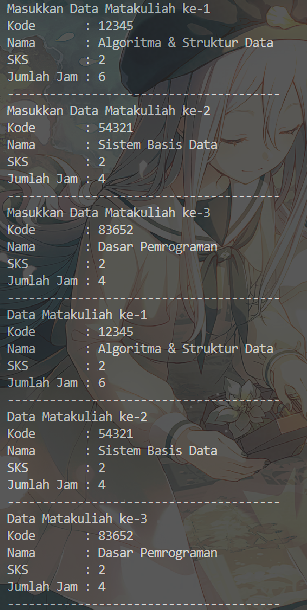 Masukkan Data Matakuliah ke-1
Kode : 12345
Nama : Algoritma & Struktur Data
SKS : 2
Jumlah Jam : 6
---------------------------------------
Masukkan Data Matakuliah ke-2
Kode : 54321
Nama : Sistem Basis Data
SKS : 2
Jumlah Jam : 4
---------------------------------------
Masukkan Data Matakuliah ke-3
Kode : 83652
Nama : Dasar Pemrograman
SKS : 2
Jumlah Jam : 4
---------------------------------------
Data Matakuliah ke-1
Kode : 12345
Nama : Algoritma & Struktur Data
SKS : 2
Jumlah Jam : 6
---------------------------------------
Data Matakuliah ke-2
Kode : 54321
Nama : Sistem Basis Data
SKS : 2
Jumlah Jam : 4
---------------------------------------
Data Matakuliah ke-3
Kode : 83652
Nama : Dasar Pemrograman
SKS : 2
Jumlah Jam : 4
---------------------------------------